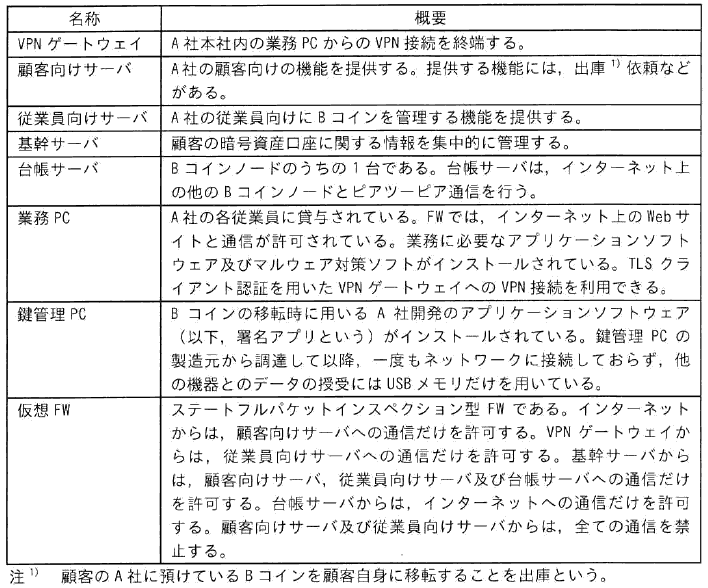 名称 概要
VPN ゲートウェイ A 社本社内の業務 PC からの VPN 接続を終端する。
顧客向けサーバ A 社の顧客向けの機能を提供する。提供する機能には，出庫 1) 依頼など
がある。
従業員向けサーバ A 社の従業員向けに B コインを管理する機能を提供する。
基幹サーバ 顧客の暗号資産口座に関する情報を集中的に管理する。
台帳サーバ B コインノードのうちの 1 台である。台帳サーバは，インターネット上
の他の B コインノードとピアツーピア通信を行う。
業務 PC A 社の各従業員に貸与されている。FW では，インターネット上の Web サ
イトと通信が許可されている。業務に必要なアプリケーションソフト
ウェア及びマルウェア対策ソフトがインストールされている。TLS クラ
イアント認証を用いた VPN ゲートウェイへの VPN 接続を利用できる。
鍵管理 PC B コインの移転時に用いる A 社開発のアプリケーションソフトウェア
（以下，署名アプリという）がインストールされている。鍵管理 PC の
製造元から調達して以降，一度もネットワークに接続しておらず，他
の機器とのデータの授受には USB メモリだけを用いている。
仮想 FW ステートフルパケットインスペクション型 FW である。インターネット
からは，顧客向けサーバへの通信だけを許可する。VPN ゲートウェイか
らは，従業員向けサーバへの通信だけを許可する。基幹サーバから
は，顧客向けサーバ，従業員向けサーバ及び台帳サーバへの通信だけ
を許可する。台帳サーバからは，インターネットへの通信だけを許可
する。顧客向けサーバ及び従業員向けサーバからは，全ての通信を禁
止する。
注 1) 顧客の A 社に預けている B コインを顧客自身に移転することを出庫という。